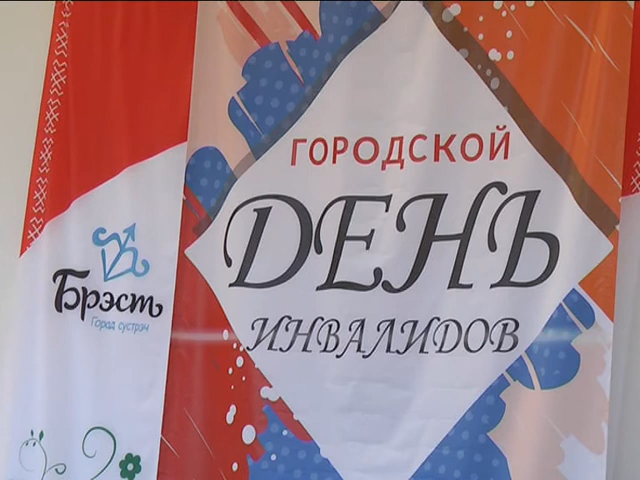 ГОРОДСКОЙ
ДЕНЬ
ИНВАЛИДОВ
Брэст
Горад сустрэч